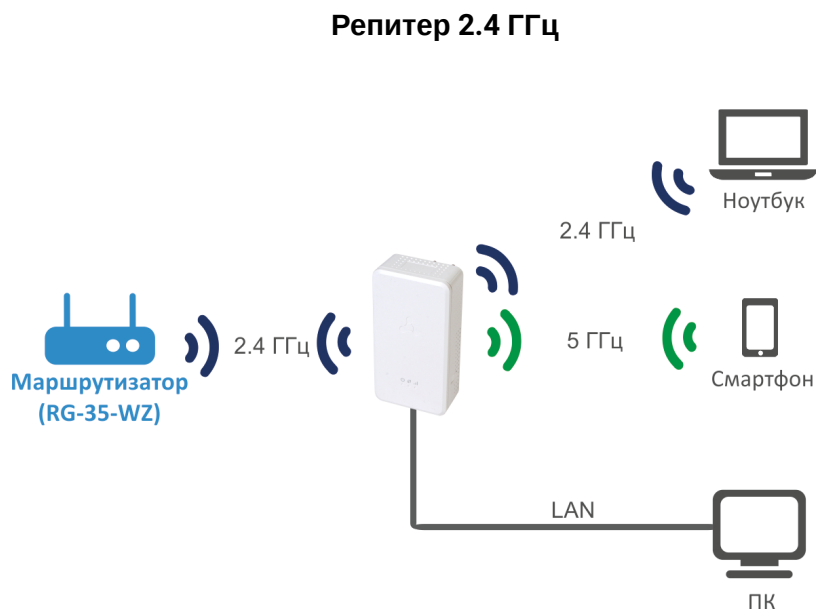 Репитер 2.4 ГГц
Ноутбук
2.4 ГГц
2.4 ГГц
5 ГГц
Маршрутизатор
(RG-35-WZ)
Смартфон
LAN
ПК